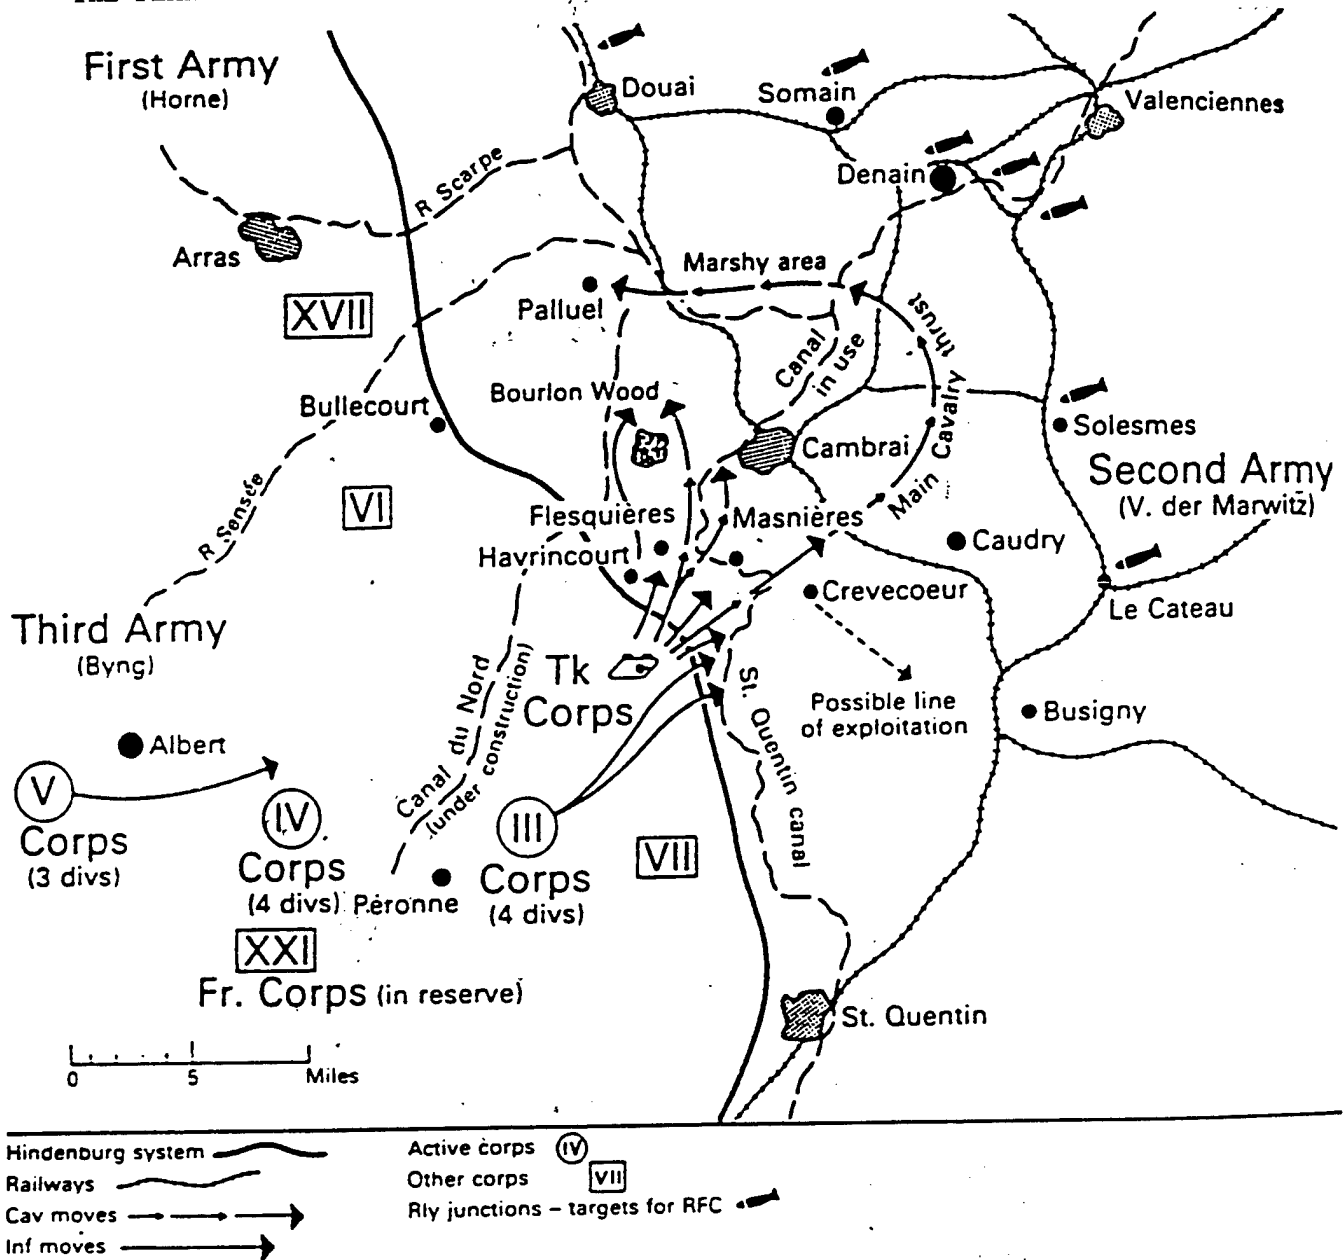 First Army
(Horne)
Douai
Somain
Valenciennes
R Scarpe
Denain
Arras
Marshy area
XVII
Palluel
Canal
in use
Main Cavalry thrust
Bourlon Wood
Bullecourt
Solesmes
Cambrai
Second Army
(V. der Marwitz)
VI
R Sensée
Flesquières
Masnières
Havrincourt
Caudry
Crevecoeur
Le Cateau
Third Army
(Byng)
Tk
Corps
Canal du Nord
(under construction)
St. Quentin canal
Possible line
of exploitation
Busigny
Albert
V
Corps
(3 divs)
IV
Corps
(4 divs)
Péronne
III
Corps
(4 divs)
VII
XXI
Fr. Corps (in reserve)
St. Quentin
0 5 Miles
Hindenburg system
Railways
Cav moves
Inf moves
Active corps IV
Other corps VII
Rly junctions – targets for RFC